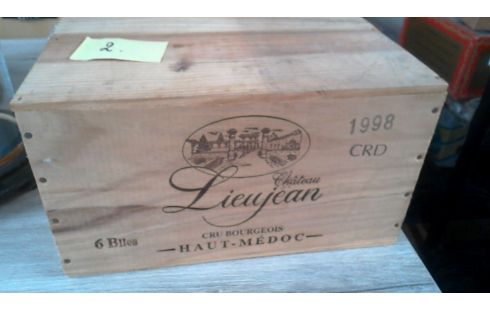 2.
1998
CRD
Château
Lieujean
CRU BOURGEOIS
6 Btles
HAUT-MÉDOC